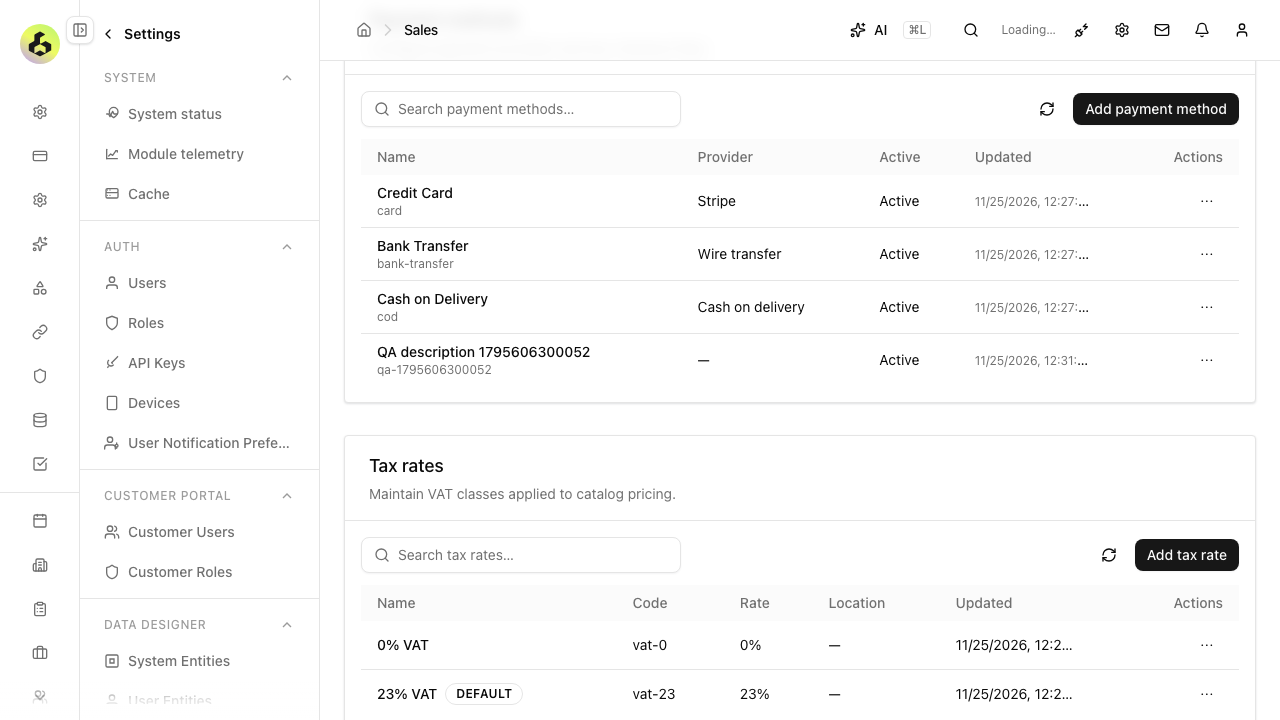 Settings
SYSTEM
System status
Module telemetry
Cache
AUTH
Users
Roles
API Keys
Devices
User Notification Prefe...
CUSTOMER PORTAL
Customer Users
Customer Roles
DATA DESIGNER
System Entities
User Entities
Sales
AI ⌘L
Loading...
Search payment methods...
Add payment method
Name Provider Active Updated Actions
Credit Card
card
Stripe Active 11/25/2026, 12:27:... ...
Bank Transfer
bank-transfer
Wire transfer Active 11/25/2026, 12:27:... ...
Cash on Delivery
cod
Cash on delivery Active 11/25/2026, 12:27:... ...
QA description 1795606300052
qa-1795606300052
— Active 11/25/2026, 12:31:... ...
Tax rates
Maintain VAT classes applied to catalog pricing.
Search tax rates...
Add tax rate
Name Code Rate Location Updated Actions
0% VAT vat-0 0% — 11/25/2026, 12:2... ...
23% VAT DEFAULT vat-23 23% — 11/25/2026, 12:2... ...